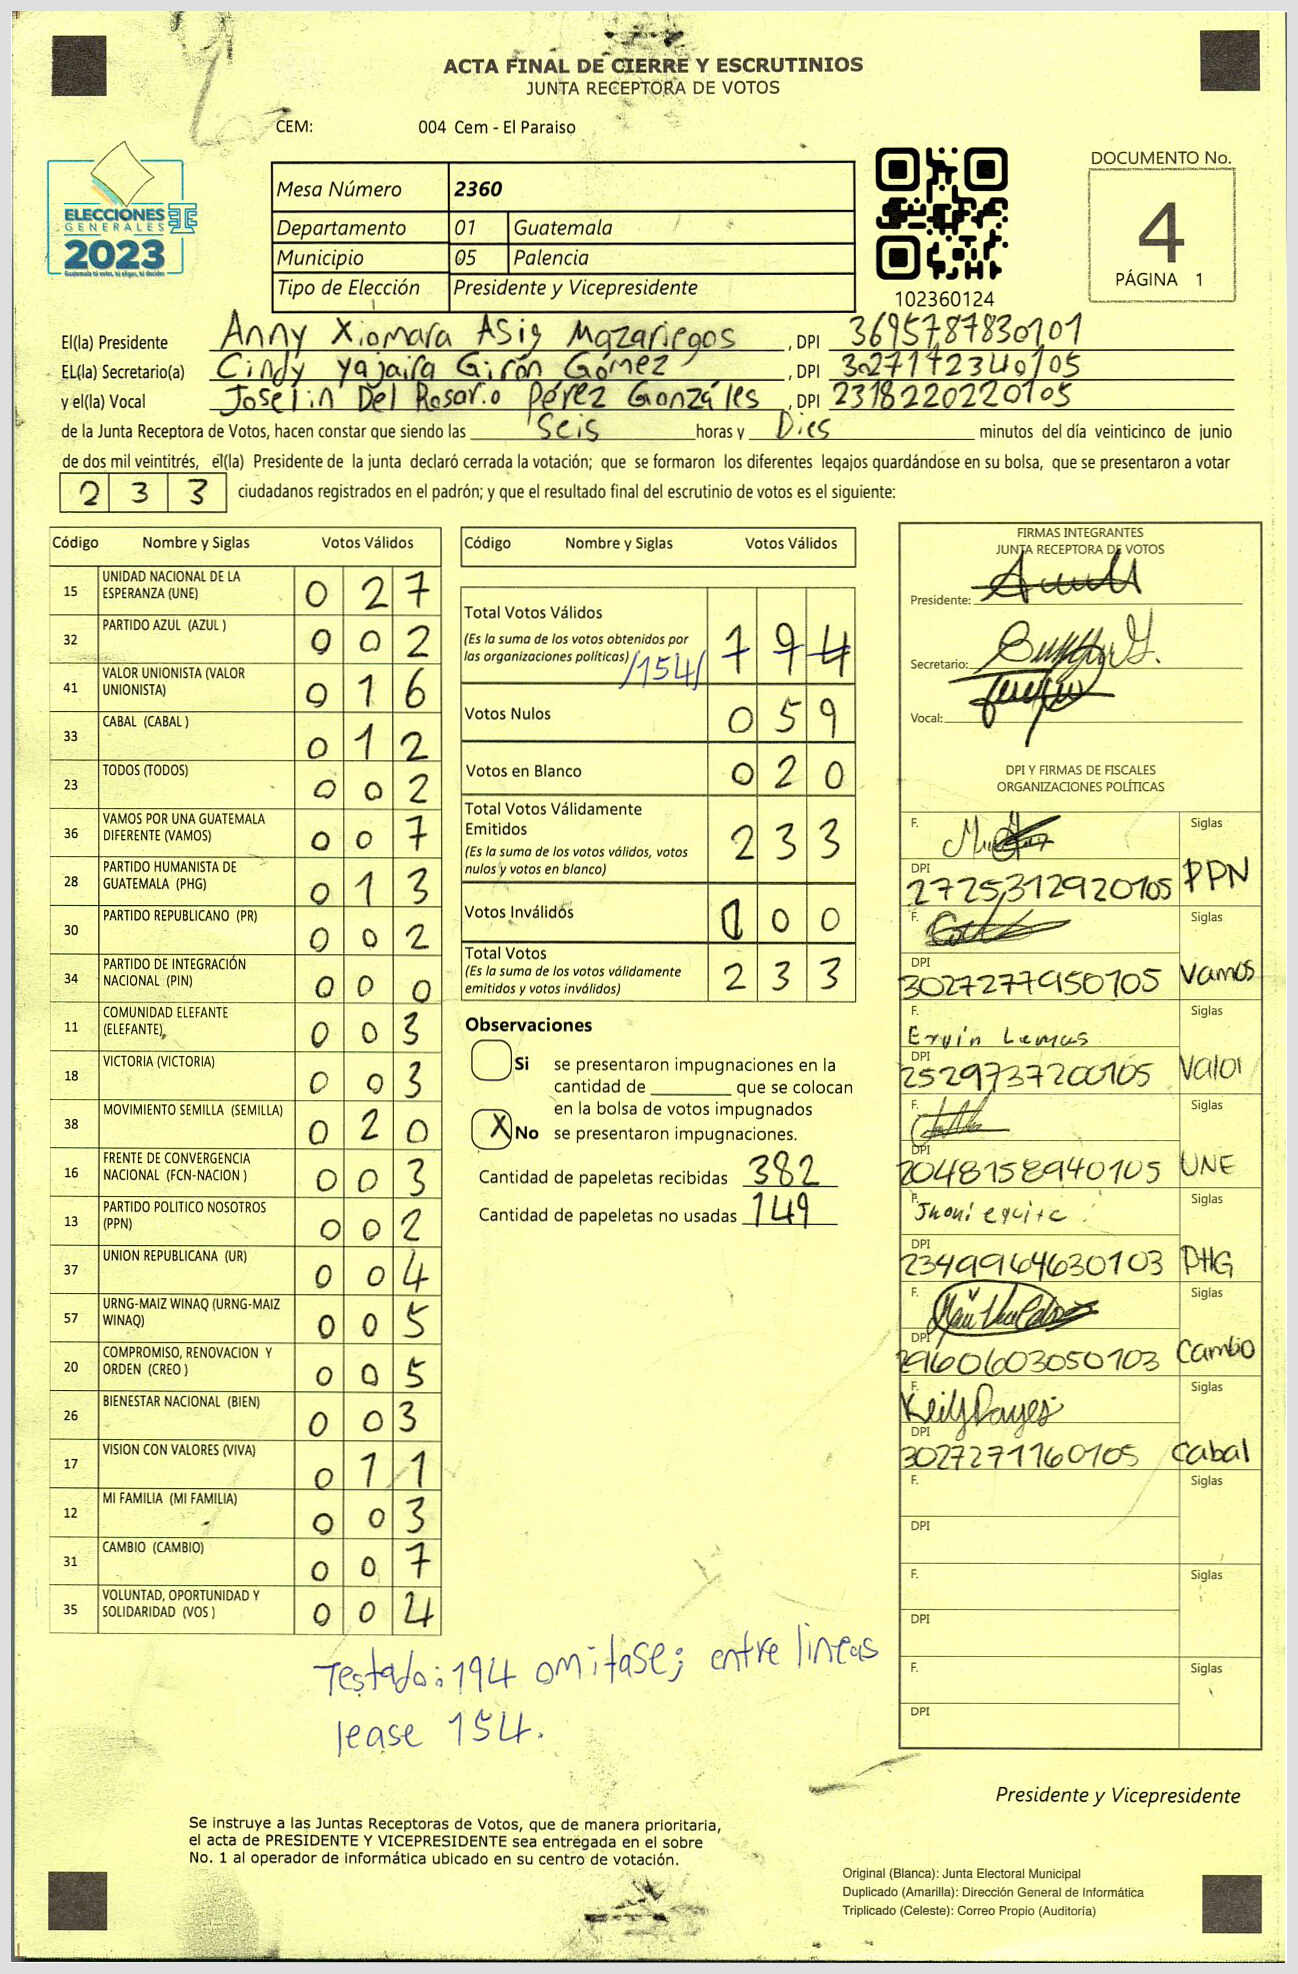 ACTA FINAL DE CIERRE Y ESCRUTINIOS
JUNTA RECEPTORA DE VOTOS
CEM: 004 Cem - El Paraiso
ELECCIONES
GENERALES
2023
Mesa Número 2360
Departamento 01 Guatemala
Municipio 05 Palencia
Tipo de Elección Presidente y Vicepresidente
102360124
DOCUMENTO No.
4
PÁGINA 1
El(la) Presidente Anny Xiomara Asig Mazariegos , DPI 3695787830101
EL(la) Secretario(a) Cindy Yajaira Girón Gómez , DPI 3027172340105
y el(la) Vocal Joselin Del Rosario Pérez Gonzáles , DPI 2318220220105
de la Junta Receptora de Votos, hacen constar que siendo las Seis horas y Dies minutos del día veinticinco de junio
de dos mil veintitrés, el(la) Presidente de la junta declaró cerrada la votación; que se formaron los diferentes legajos guardándose en su bolsa, que se presentaron a votar
2 3 3 ciudadanos registrados en el padrón; y que el resultado final del escrutinio de votos es el siguiente:
Código Nombre y Siglas Votos Válidos
15 UNIDAD NACIONAL DE LA ESPERANZA (UNE) 0 2 7
32 PARTIDO AZUL (AZUL ) 0 0 2
41 VALOR UNIONISTA (VALOR UNIONISTA) 0 1 6
33 CABAL (CABAL ) 0 1 2
23 TODOS (TODOS) 0 0 2
36 VAMOS POR UNA GUATEMALA DIFERENTE (VAMOS) 0 0 7
28 PARTIDO HUMANISTA DE GUATEMALA (PHG) 0 1 3
30 PARTIDO REPUBLICANO (PR) 0 0 2
34 PARTIDO DE INTEGRACIÓN NACIONAL (PIN) 0 0 0
11 COMUNIDAD ELEFANTE (ELEFANTE) 0 0 3
18 VICTORIA (VICTORIA) 0 0 3
38 MOVIMIENTO SEMILLA (SEMILLA) 0 2 0
16 FRENTE DE CONVERGENCIA NACIONAL (FCN-NACION ) 0 0 3
13 PARTIDO POLITICO NOSOTROS (PPN) 0 0 2
37 UNION REPUBLICANA (UR) 0 0 4
57 URNG-MAIZ WINAQ (URNG-MAIZ WINAQ) 0 0 5
20 COMPROMISO, RENOVACION Y ORDEN (CREO ) 0 0 5
26 BIENESTAR NACIONAL (BIEN) 0 0 3
17 VISION CON VALORES (VIVA) 0 1 1
12 MI FAMILIA (MI FAMILIA) 0 0 3
31 CAMBIO (CAMBIO) 0 0 7
35 VOLUNTAD, OPORTUNIDAD Y SOLIDARIDAD (VOS ) 0 0 4
Código Nombre y Siglas Votos Válidos
Total Votos Válidos 1 9 4
(Es la suma de los votos obtenidos por
las organizaciones políticas) /154/
Votos Nulos 0 5 9
Votos en Blanco 0 2 0
Total Votos Válidamente
Emitidos 2 3 3
(Es la suma de los votos válidos, votos
nulos y votos en blanco)
Votos Inválidos 0 0 0
Total Votos 2 3 3
(Es la suma de los votos válidamente
emitidos y votos inválidos)
Observaciones
Si se presentaron impugnaciones en la
cantidad de ________ que se colocan
en la bolsa de votos impugnados
X No se presentaron impugnaciones.
Cantidad de papeletas recibidas 382
Cantidad de papeletas no usadas 149
FIRMAS INTEGRANTES
JUNTA RECEPTORA DE VOTOS
Presidente:
Secretario:
Vocal:
DPI Y FIRMAS DE FISCALES
ORGANIZACIONES POLÍTICAS
F. Siglas
DPI 2725312920105 PPN
F. Siglas
DPI 3027277950105 Vamos
F. Ervin Lemus Siglas
DPI 2529737200105 Valor
F. Siglas
DPI 2048158940105 UNE
F. Siglas
DPI 2349964630103 PHG
F. Siglas
DPI 2960603050103 Cambio
F. Siglas
DPI 3027271160105 Cabal
F. Siglas
DPI
F. Siglas
DPI
F. Siglas
DPI
Testado: 194 omitase; entre lineas
lease 154.
Presidente y Vicepresidente
Se instruye a las Juntas Receptoras de Votos, que de manera prioritaria,
el acta de PRESIDENTE Y VICEPRESIDENTE sea entregada en el sobre
No. 1 al operador de informática ubicado en su centro de votación.
Original (Blanca): Junta Electoral Municipal
Duplicado (Amarilla): Dirección General de Informática
Triplicado (Celeste): Correo Propio (Auditoría)